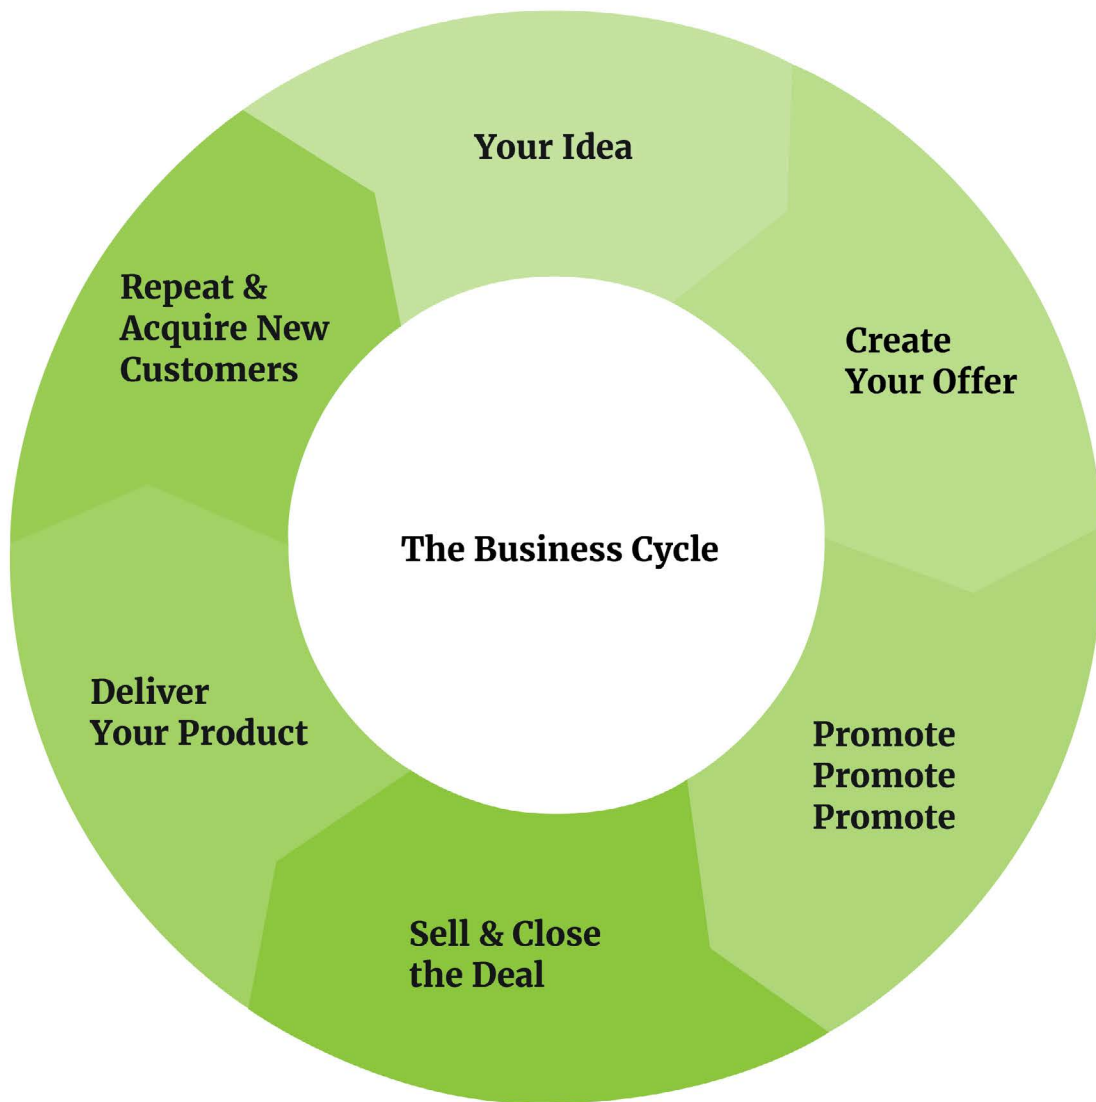 Your Idea
Create
Your Offer
Promote
Promote
Promote
Sell & Close
the Deal
Deliver
Your Product
Repeat &
Acquire New
Customers
The Business Cycle